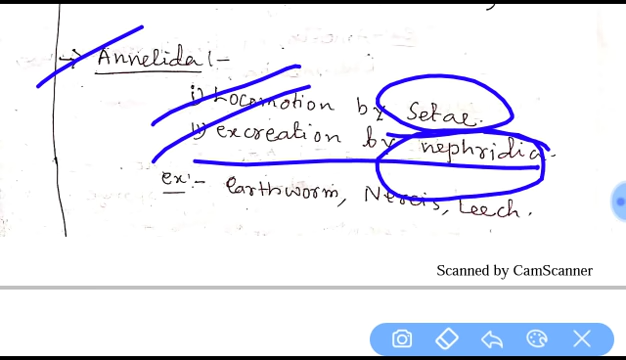 → Annelida :-
i) Locomotion by Setae.
ii) excreation by nephridia.
ex:- Earthworm, Nereis, Leech.
Scanned by CamScanner